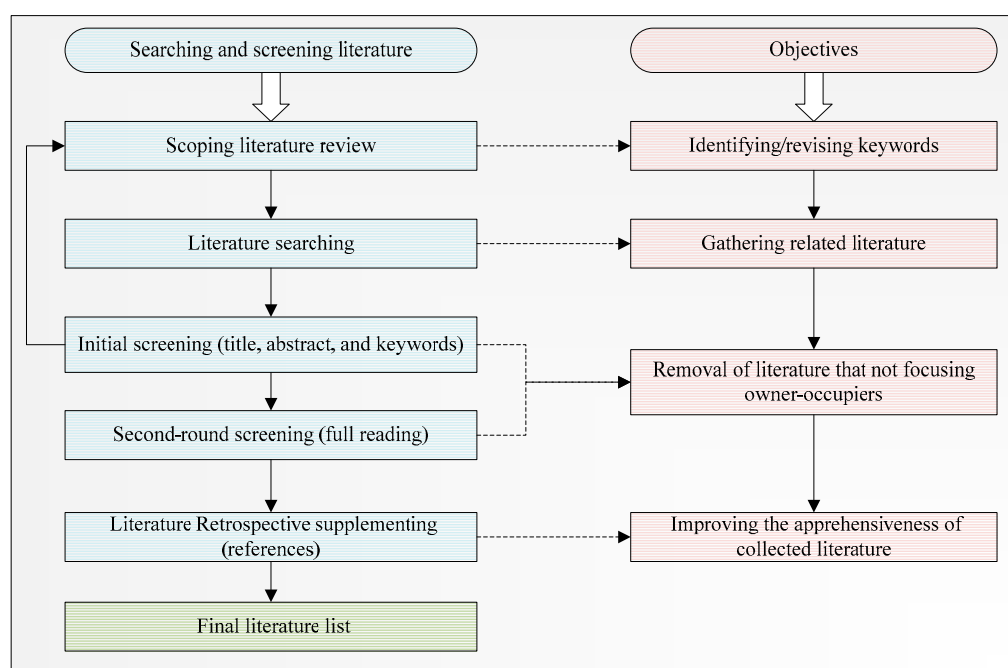 Searching and screening literature
Objectives
Scoping literature review
Identifying/revising keywords
Literature searching
Gathering related literature
Initial screening (title, abstract, and keywords)
Removal of literature that not focusing
owner-occupiers
Second-round screening (full reading)
Literature Retrospective supplementing
(references)
Improving the apprehensiveness of
collected literature
Final literature list